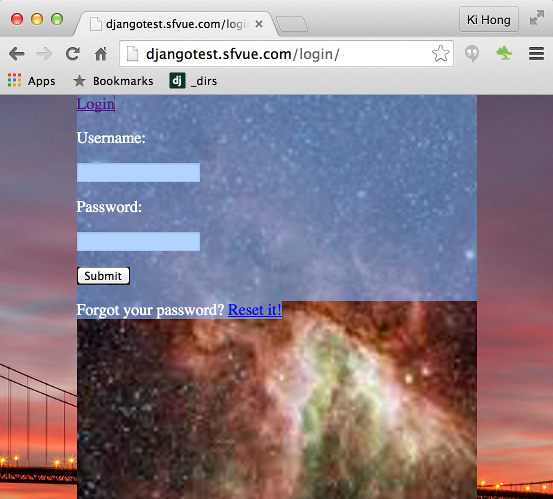 djangotest.sfvue.com/login
Ki Hong
djangotest.sfvue.com/login/
Apps
Bookmarks
dj
_dirs
Login
Username:
Password:
Submit
Forgot your password? Reset it!